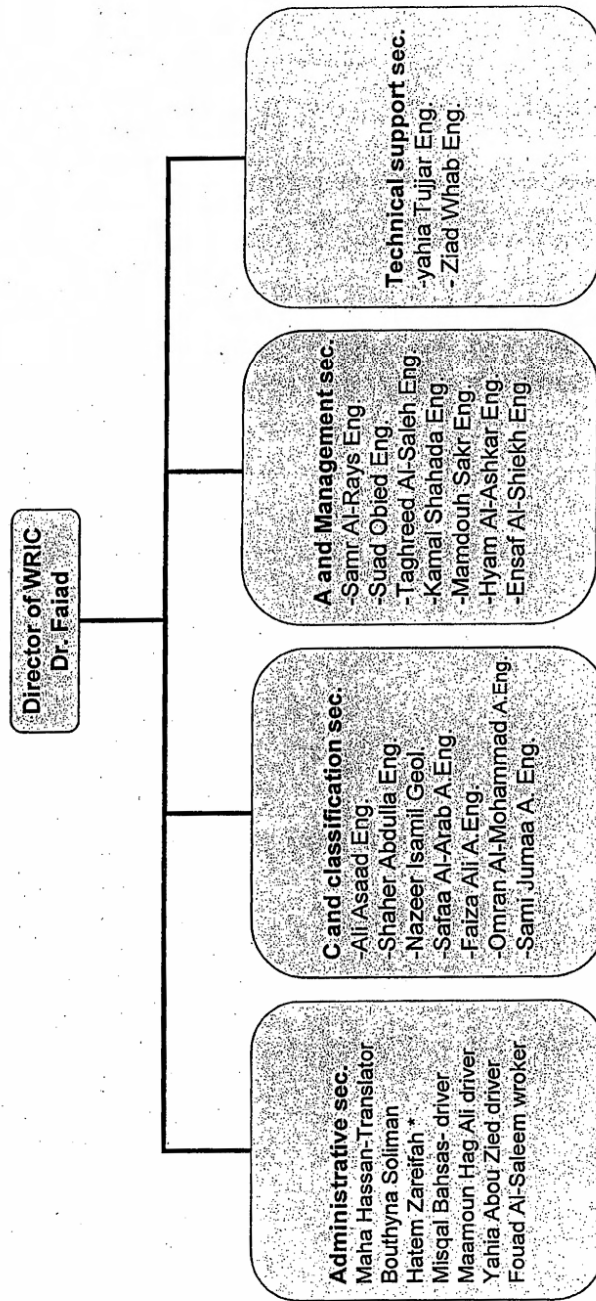 Director of WRIC
Dr. Faiad
Administrative sec.
Maha Hassan-Translator
Bouthyna Soliman
Hatem Zareifah *
Misqal Bahsas- driver
Maamoun Hag Ali driver
Yahia Abou Zied driver
Fouad Al-Saleem wroker
C and classification sec.
-Ali Asaad Eng.
-Shaher Abdulla Eng.
-Nazeer Isamil Geol.
-Safaa Al-Arab A.Eng.
-Faiza Ali A.Eng.
-Omran Al-Mohammad A.Eng.
-Sami Jumaa A. Eng.
A and Management sec.
-Samr Al-Rays Eng.
-Suad Obied Eng
-Taghreed Al-Saleh Eng.
-Kamal Shahada Eng
-Mamdouh Sakr Eng.
-Hyam Al-Ashkar Eng.
-Ensaf Al-Shiekh Eng
Technical support sec.
-yahia Tujjar Eng.
- Ziad Whab Eng.